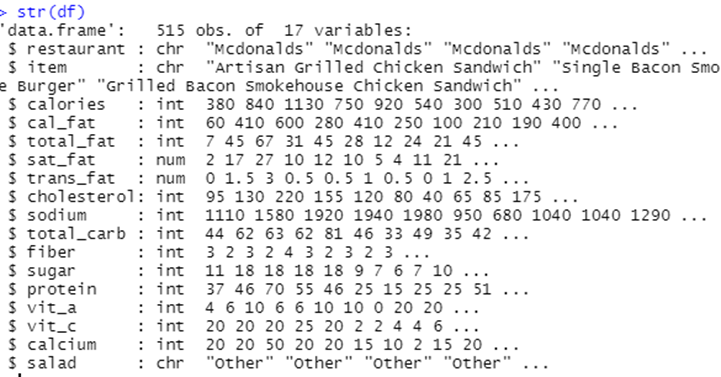 > str(df)
'data.frame':   515 obs. of  17 variables:
 $ restaurant : chr  "Mcdonalds" "Mcdonalds" "Mcdonalds" "Mcdonalds" ...
 $ item       : chr  "Artisan Grilled Chicken Sandwich" "Single Bacon Smo
e Burger" "Grilled Bacon Smokehouse Chicken Sandwich" ...
 $ calories   : int  380 840 1130 750 920 540 300 510 430 770 ...
 $ cal_fat    : int  60 410 600 280 410 250 100 210 190 400 ...
 $ total_fat  : int  7 45 67 31 45 28 12 24 21 45 ...
 $ sat_fat    : num  2 17 27 10 12 10 5 4 11 21 ...
 $ trans_fat  : num  0 1.5 3 0.5 0.5 1 0.5 0 1 2.5 ...
 $ cholesterol: int  95 130 220 155 120 80 40 65 85 175 ...
 $ sodium     : int  1110 1580 1920 1940 1980 950 680 1040 1040 1290 ...
 $ total_carb : int  44 62 63 62 81 46 33 49 35 42 ...
 $ fiber      : int  3 2 3 2 4 3 2 3 2 3 ...
 $ sugar      : int  11 18 18 18 18 9 7 6 7 10 ...
 $ protein    : int  37 46 70 55 46 25 15 25 25 51 ...
 $ vit_a      : int  4 6 10 6 6 10 10 0 20 20 ...
 $ vit_c      : int  20 20 20 25 20 2 2 4 4 6 ...
 $ calcium    : int  20 20 50 20 20 15 10 2 15 20 ...
 $ salad      : chr  "Other" "Other" "Other" "Other" ...